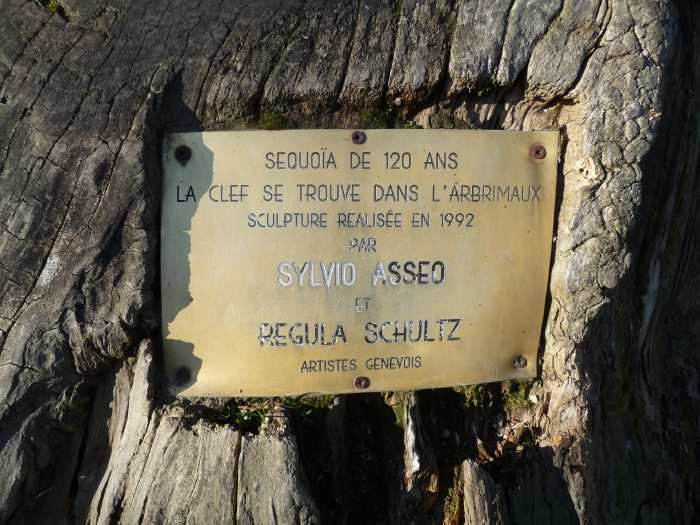 SEQUOÏA DE 120 ANS
LA CLEF SE TROUVE DANS L'ÁRBRIMAUX
SCULPTURE REALISÉE EN 1992
PAR
SYLVIO ASSEO
ET
REGULA SCHULTZ
ARTISTES GENEVOIS